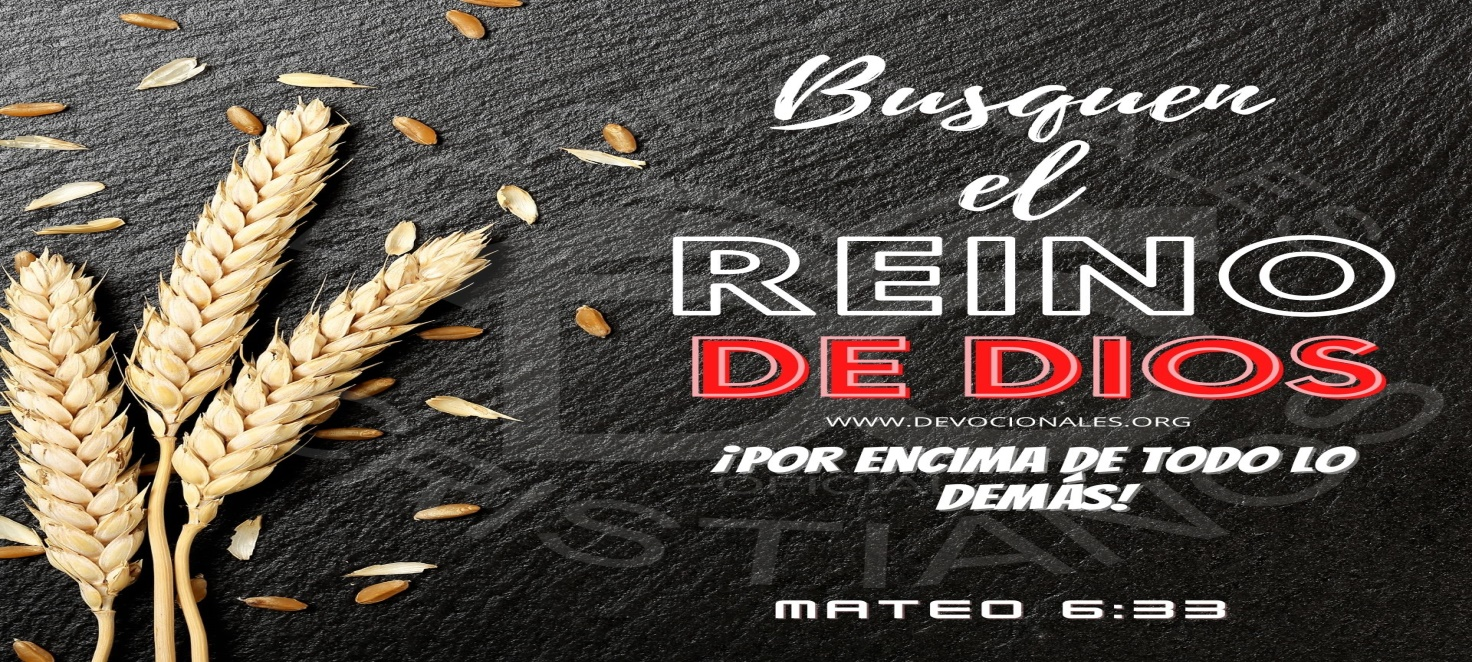 Busquen
el
REINO
DE DIOS
WWW.DEVOCIONALES.ORG
¡POR ENCIMA DE TODO LO
DEMÁS!
MATEO 6:33